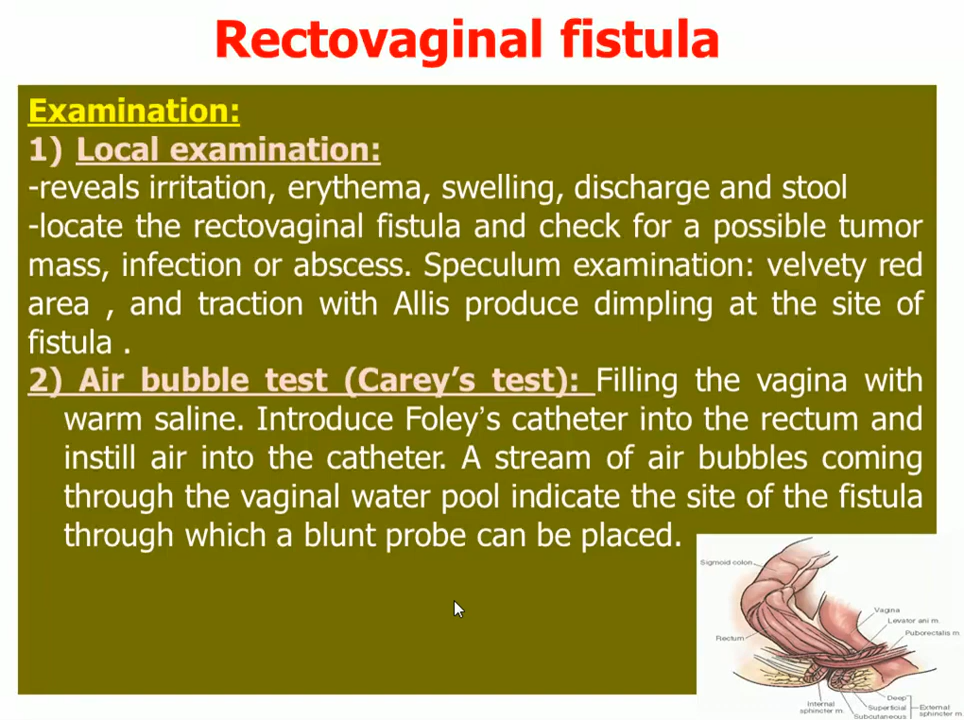 Rectovaginal fistula
Examination:
1) Local examination:
-reveals irritation, erythema, swelling, discharge and stool
-locate the rectovaginal fistula and check for a possible tumor
mass, infection or abscess. Speculum examination: velvety red
area , and traction with Allis produce dimpling at the site of
fistula .
2) Air bubble test (Carey’s test): Filling the vagina with
warm saline. Introduce Foley’s catheter into the rectum and
instill air into the catheter. A stream of air bubbles coming
through the vaginal water pool indicate the site of the fistula
through which a blunt probe can be placed.
Sigmoid colon
Vagina
Levator ani m.
Puborectalis m.
Rectum
Internal
sphincter m.
Deep
Superficial
Subcutaneous
External
sphincter m.